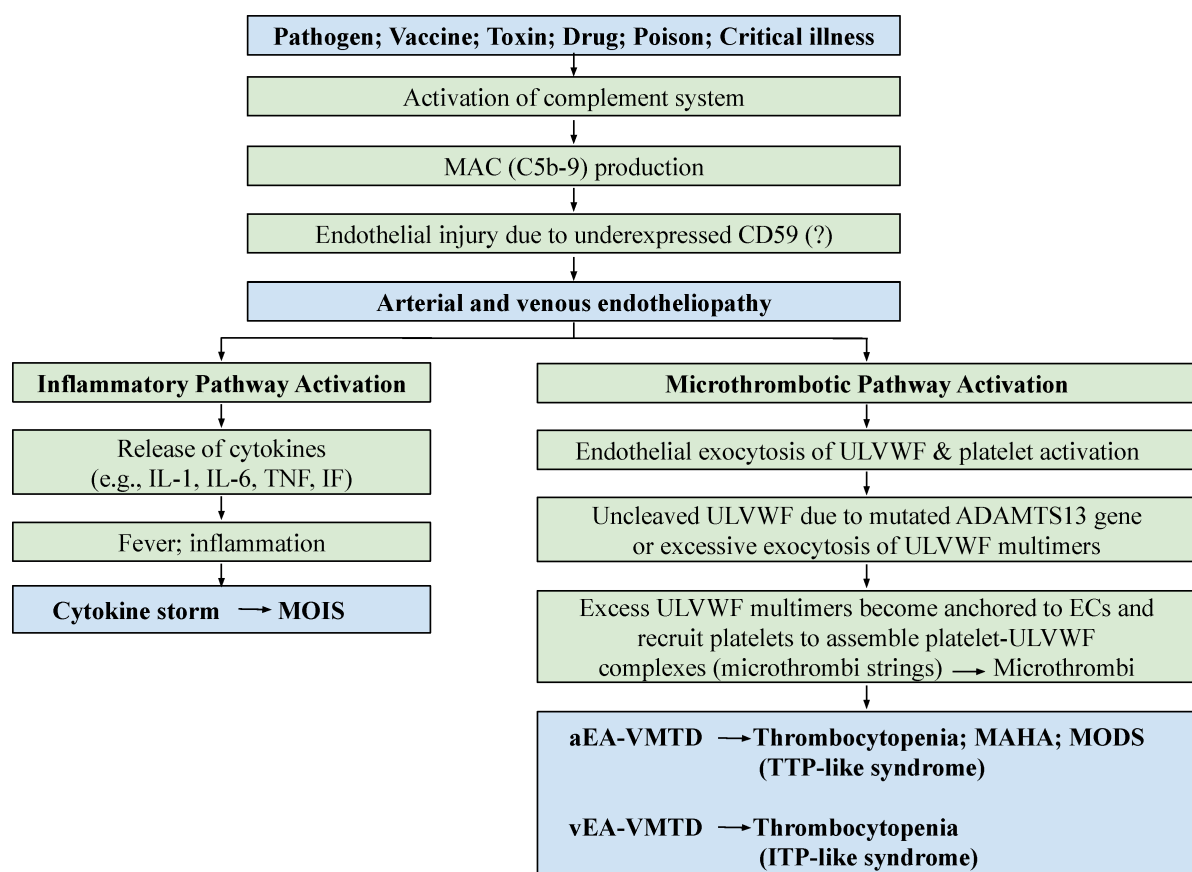 Pathogen; Vaccine; Toxin; Drug; Poison; Critical illness
Activation of complement system
MAC (C5b-9) production
Endothelial injury due to underexpressed CD59 (?)
Arterial and venous endotheliopathy
Inflammatory Pathway Activation
Release of cytokines
(e.g., IL-1, IL-6, TNF, IF)
Fever; inflammation
Cytokine storm → MOIS
Microthrombotic Pathway Activation
Endothelial exocytosis of ULVWF & platelet activation
Uncleaved ULVWF due to mutated ADAMTS13 gene
or excessive exocytosis of ULVWF multimers
Excess ULVWF multimers become anchored to ECs and
recruit platelets to assemble platelet-ULVWF
complexes (microthrombi strings) → Microthrombi
aEA-VMTD → Thrombocytopenia; MAHA; MODS
(TTP-like syndrome)
vEA-VMTD → Thrombocytopenia
(ITP-like syndrome)